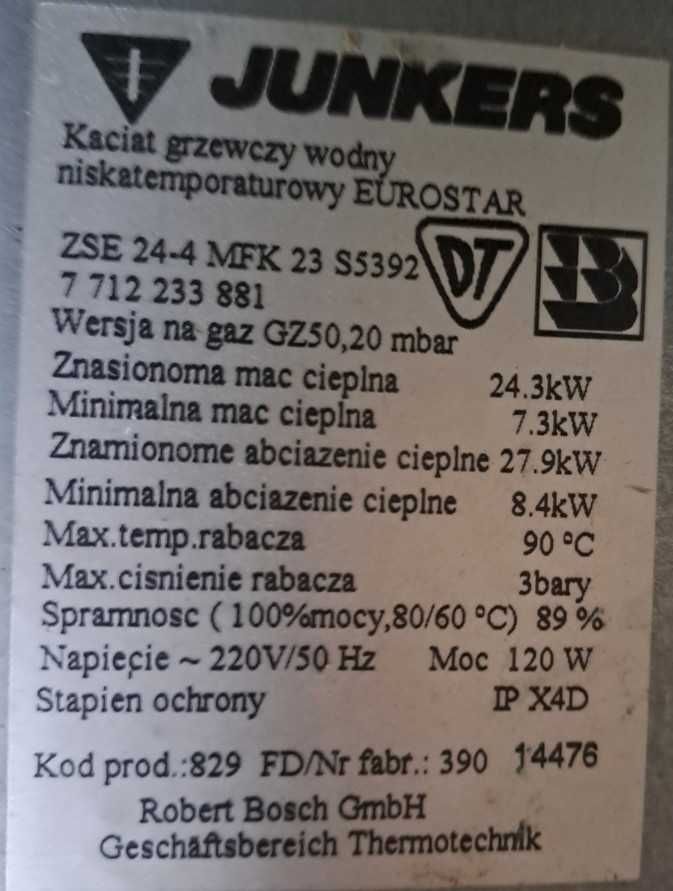 JUNKERS
Kaciat grzewczy wodny
niskatemporaturowy EUROSTAR
ZSE 24-4 MFK 23 S5392
DT
7 712 233 881
Wersja na gaz GZ50,20 mbar
Znasionoma mac cieplna 24.3kW
Minimalna mac cieplna 7.3kW
Znamionome abciazenie cieplne 27.9kW
Minimalna abciazenie cieplne 8.4kW
Max.temp.rabacza 90 °C
Max.cisnienie rabacza 3bary
Spramnosc ( 100%mocy,80/60 °C) 89 %
Napięcie ~ 220V/50 Hz Moc 120 W
Stapien ochrony IP X4D
Kod prod.:829 FD/Nr fabr.: 390 14476
Robert Bosch GmbH
Geschäftsbereich Thermotechnik